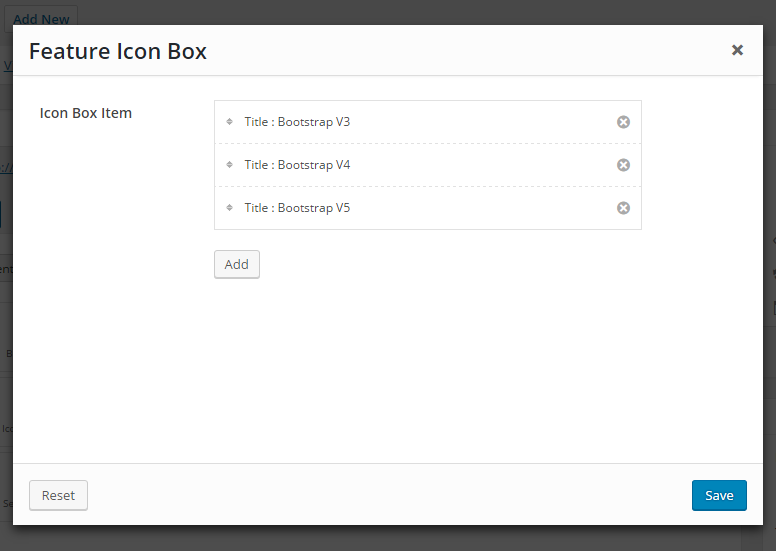 Add New
Feature Icon Box
Icon Box Item
Title : Bootstrap V3
Title : Bootstrap V4
Title : Bootstrap V5
Add
Reset
Save